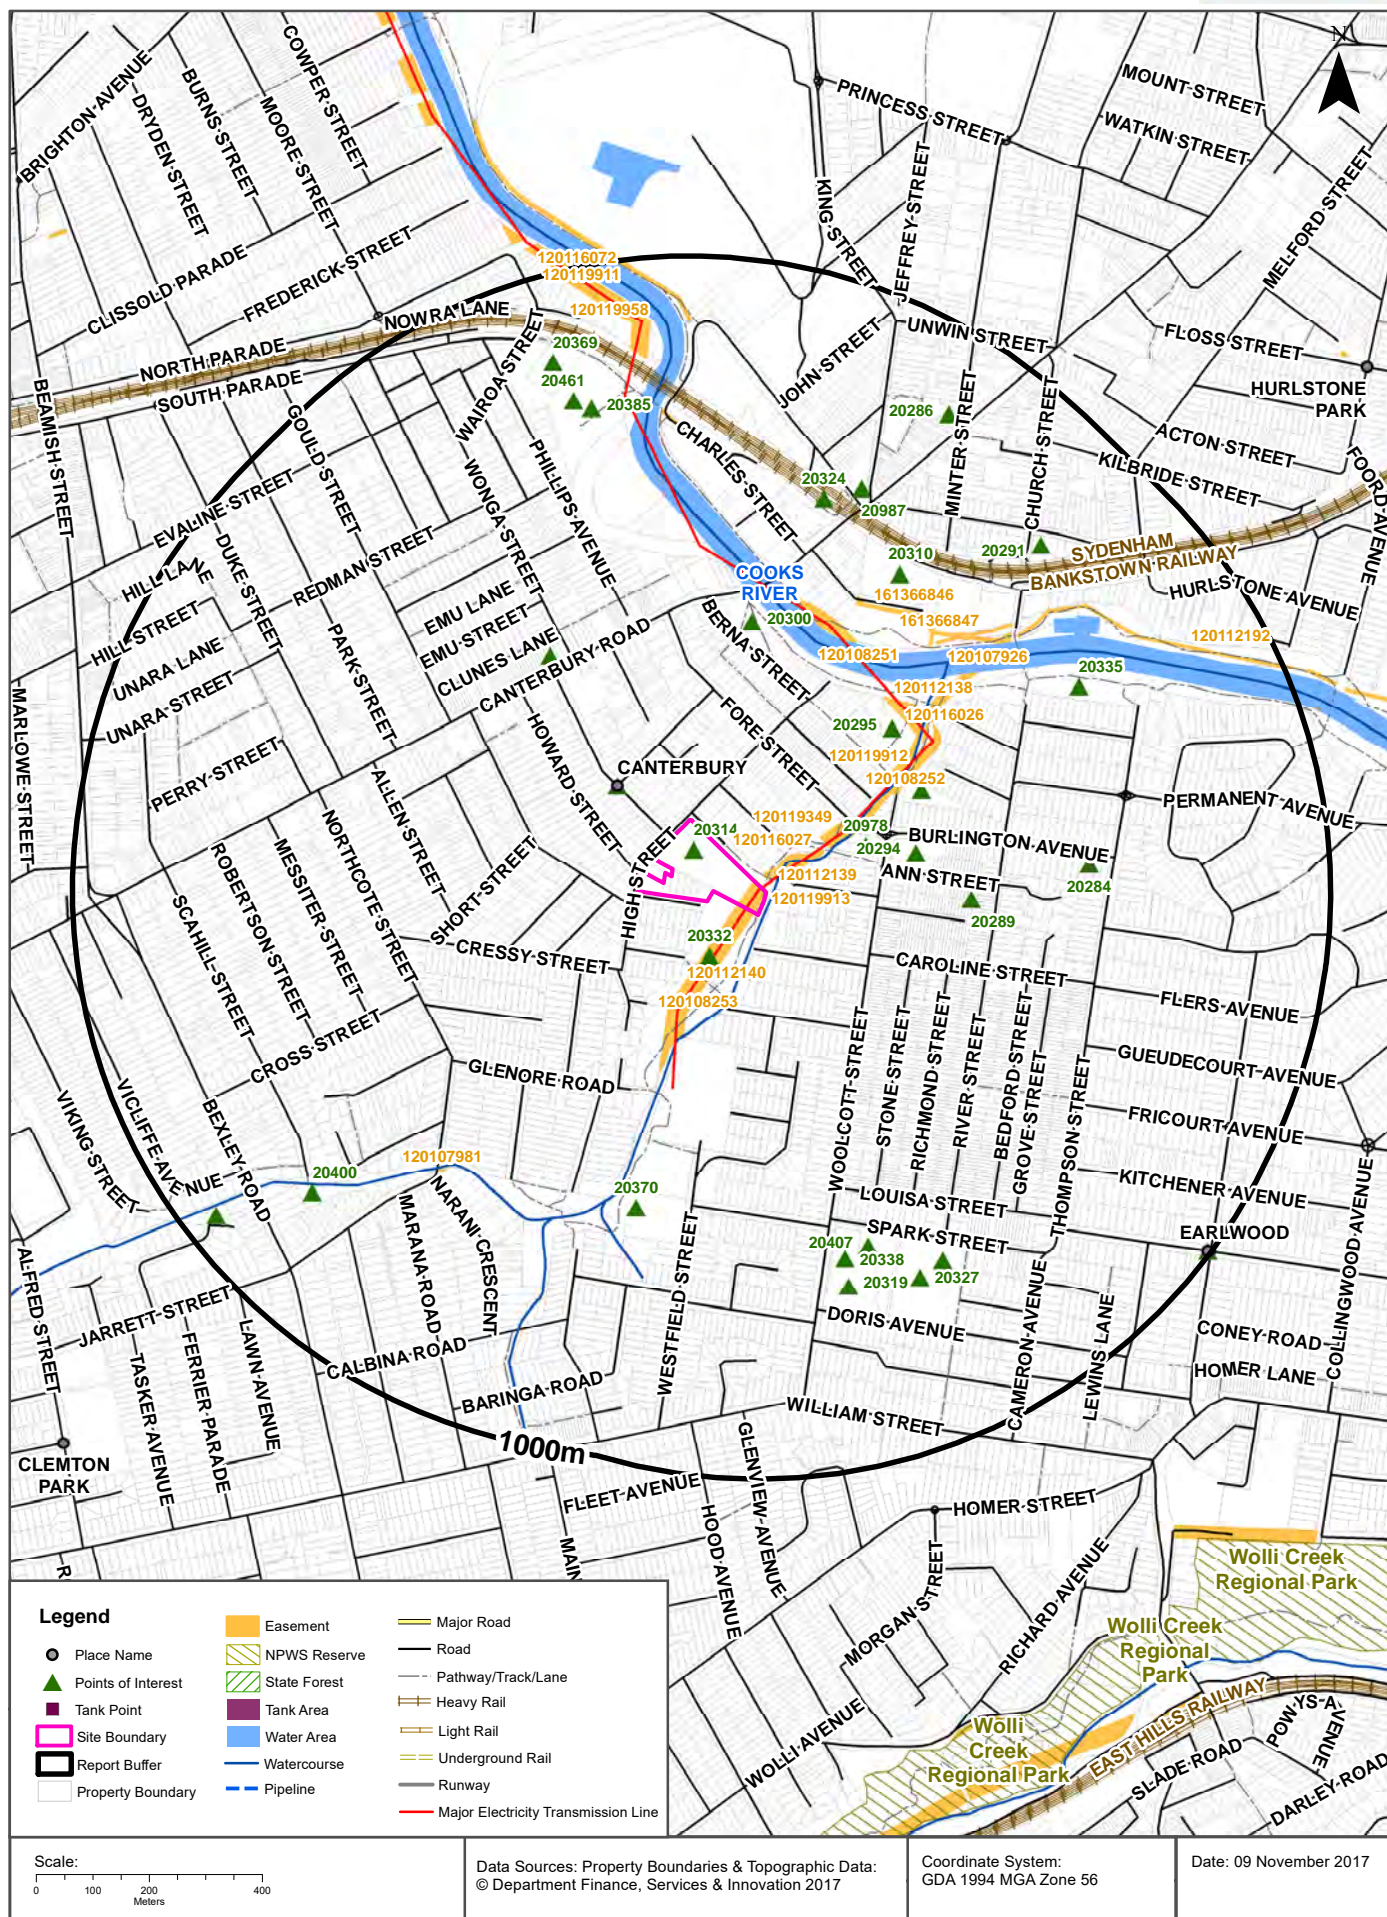 N
COWPER STREET
BRIGHTON AVENUE
BURNS STREET
DRYDEN STREET
MOORE STREET
PRINCESS STREET
MOUNT STREET
WATKIN STREET
MELFORD STREET
JEFFREY STREET
KING STREET
CLISSOLD PARADE
FREDERICK STREET
120116072
120119911
120119958
NOWRA LANE
NORTH PARADE
SOUTH PARADE
UNWIN STREET
FLOSS STREET
JOHN STREET
HURLSTONE
PARK
20369
20461
20385
20286
WAIROA STREET
BEAMISH STREET
GOULD STREET
CHARLES STREET
MINTER STREET
CHURCH STREET
ACTON STREET
KILBRIDE STREET
FOORD AVENUE
PHILLIPS AVENUE
WONGA STREET
20324
20987
EVALINE STREET
DUKE STREET
REDMAN STREET
20310
20291
SYDENHAM
BANKSTOWN RAILWAY
HILL LANE
HILL STREET
COOKS
RIVER
161366846
161366847
HURLSTONE AVENUE
EMU LANE
EMU STREET
CLUNES LANE
CANTERBURY ROAD
BERNA STREET
20300
120112192
UNARA LANE
UNARA STREET
PARK STREET
120108251
120107926
20335
120112138
MARLOWE STREET
PERRY STREET
FORE STREET
20295
120116026
HOWARD STREET
120119912
CANTERBURY
120108252
PERMANENT AVENUE
ALLEN STREET
NORTHCOTE STREET
MESSITER STREET
ROBERTSON STREET
SCAHILL STREET
SHORT STREET
HIGH STREET
20314
120119349
120116027
20978
20294
BURLINGTON AVENUE
120112139
ANN STREET
20284
120119913
20289
20332
CRESSY STREET
120112140
CAROLINE STREET
120108253
FLERS AVENUE
CROSS STREET
GLENORE ROAD
GUEUDECOURT AVENUE
WOOLCOTT STREET
STONE STREET
RICHMOND STREET
RIVER STREET
BEDFORD STREET
GROVE STREET
THOMPSON STREET
FRICOURT AVENUE
VIKING STREET
VICLIFFE AVENUE
NUE
BEXLEY ROAD
20400
120107981
KITCHENER AVENUE
20370
LOUISA STREET
NARANI CRESCENT
MARANA ROAD
WESTFIELD STREET
20407
SPARK STREET
EARLWOOD
20338
20319
20327
COLLINGWOOD AVENUE
ALFRED STREET
JARRETT STREET
DORIS AVENUE
CAMERON AVENUE
LEWINS LANE
CONEY ROAD
HOMER LANE
TASKER AVENUE
FERRIER PARADE
LAWN AVENUE
CALBINA ROAD
BARINGA ROAD
WILLIAM STREET
1000m
CLEMTON
PARK
FLEET AVENUE
GLENVIEW AVENUE
HOOD AVENUE
HOMER STREET
R
MAIN
MORGAN STREET
RICHARD AVENUE
Wolli Creek
Regional Park
Wolli Creek
Regional
Park
WOLLI AVENUE
Wolli
Creek
Regional Park
EAST HILLS RAILWAY
POWYS AVENUE
SLADE ROAD
DARLEY ROAD
Legend
Place Name
Points of Interest
Tank Point
Site Boundary
Report Buffer
Property Boundary
Easement
NPWS Reserve
State Forest
Tank Area
Water Area
Watercourse
Pipeline
Major Road
Road
Pathway/Track/Lane
Heavy Rail
Light Rail
Underground Rail
Runway
Major Electricity Transmission Line
Scale:
0 100 200 400
Meters
Data Sources: Property Boundaries & Topographic Data:
© Department Finance, Services & Innovation 2017
Coordinate System:
GDA 1994 MGA Zone 56
Date: 09 November 2017